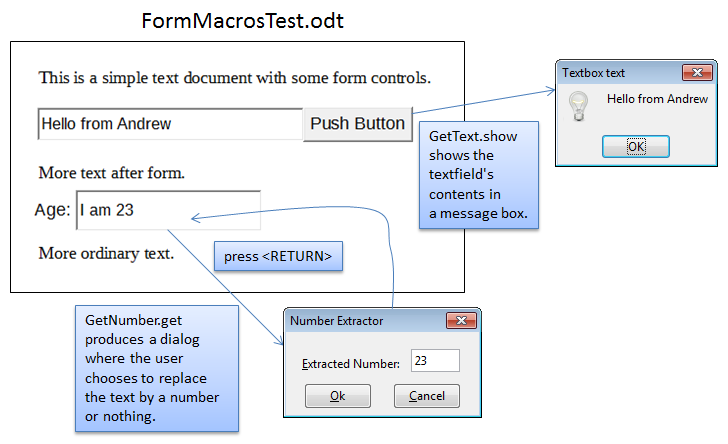 FormMacrosTest.odt
This is a simple text document with some form controls.
Hello from Andrew
Push Button
Textbox text
Hello from Andrew
OK
GetText.show
shows the
textfield's
contents in
a message box.
More text after form.
Age:
I am 23
More ordinary text.
press <RETURN>
GetNumber.get
produces a dialog
where the user
chooses to replace
the text by a number
or nothing.
Number Extractor
Extracted Number:
23
Ok
Cancel